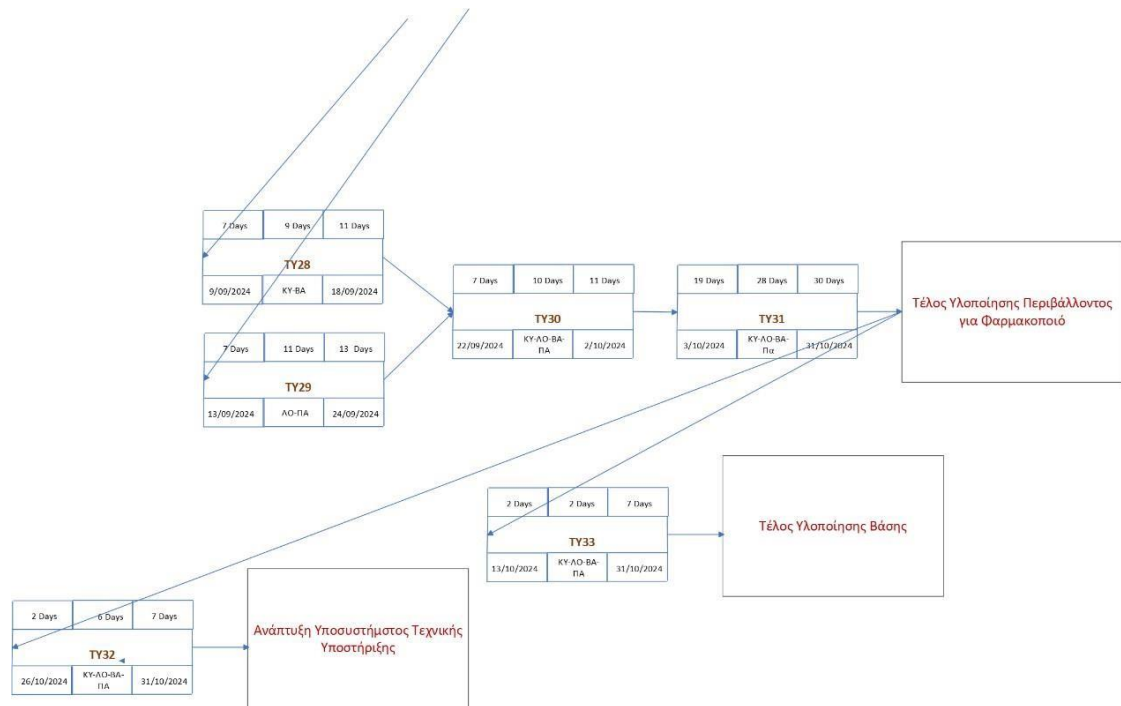 7 Days 9 Days 11 Days
ΤΥ28
9/09/2024 ΚΥ-ΒΑ 18/09/2024
7 Days 11 Days 13 Days
ΤΥ29
13/09/2024 ΛΟ-ΠΑ 24/09/2024
7 Days 10 Days 11 Days
ΤΥ30
22/09/2024 ΚΥ-ΛΟ-ΒΑ-
ΠΑ 2/10/2024
19 Days 28 Days 30 Days
ΤΥ31
3/10/2024 ΚΥ-ΛΟ-ΒΑ-
Πα 31/10/2024
Τέλος Υλοποίησης Περιβάλλοντος
για Φαρμακοποιό
2 Days 2 Days 7 Days
ΤΥ33
13/10/2024 ΚΥ-ΛΟ-ΒΑ-
ΠΑ 31/10/2024
Τέλος Υλοποίησης Βάσης
2 Days 6 Days 7 Days
ΤΥ32
26/10/2024 ΚΥ-ΛΟ-ΒΑ-
ΠΑ 31/10/2024
Ανάπτυξη Υποσυστήμστος Τεχνικής
Υποστήριξης